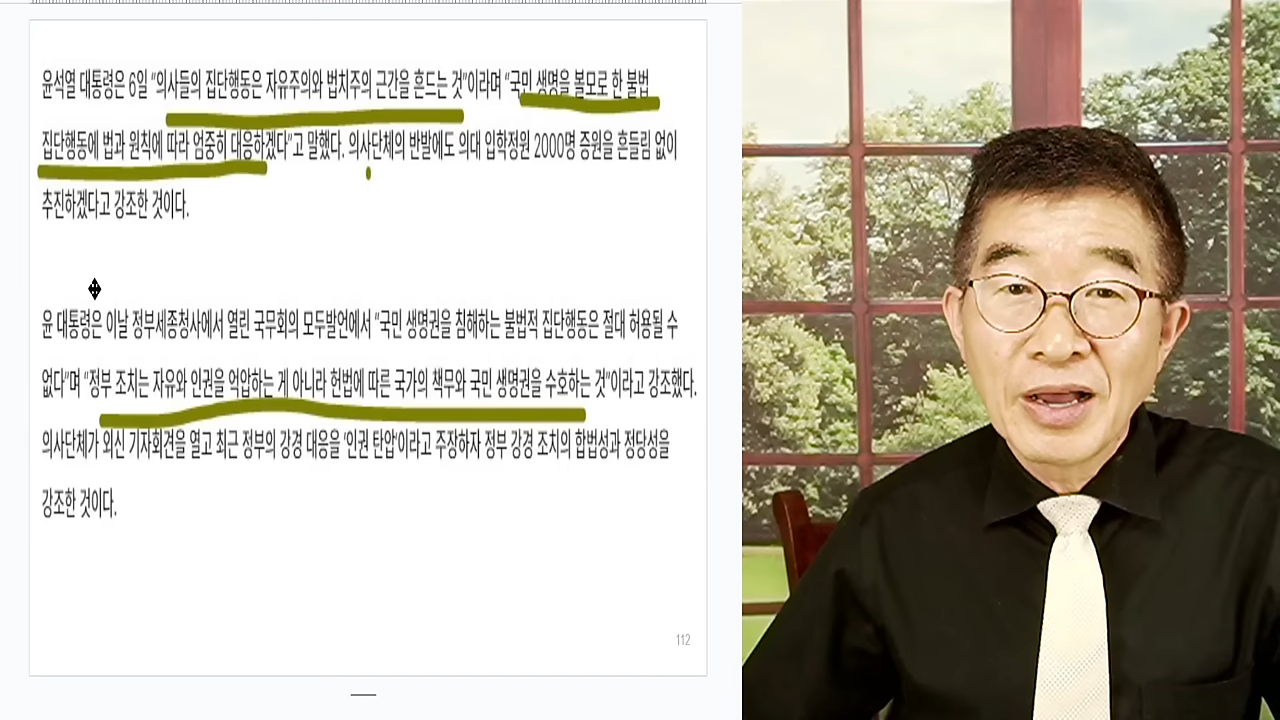 윤석열 대통령은 6일 "의사들의 집단행동은 자유주의와 법치주의 근간을 흔드는 것"이라며 "국민 생명을 볼모로 한 불법
집단행동에 법과 원칙에 따라 엄중히 대응하겠다"고 말했다. 의사단체의 반발에도 의대 입학정원 2000명 증원을 흔들림 없이
추진하겠다고 강조한 것이다.
윤 대통령은 이날 정부세종청사에서 열린 국무회의 모두발언에서 "국민 생명권을 침해하는 불법적 집단행동은 절대 허용될 수
없다"며 "정부 조치는 자유와 인권을 억압하는 게 아니라 헌법에 따른 국가의 책무와 국민 생명권을 수호하는 것"이라고 강조했다.
의사단체가 외신 기자회견을 열고 최근 정부의 강경 대응을 '인권 탄압'이라고 주장하자 정부 강경 조치의 합법성과 정당성을
강조한 것이다.
112